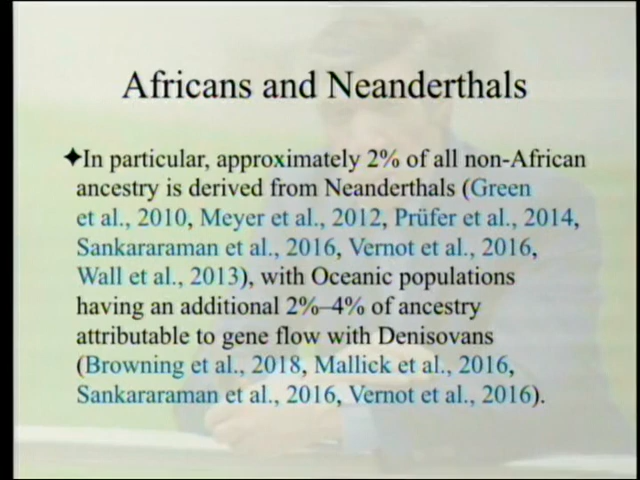 Africans and Neanderthals
✦In particular, approximately 2% of all non-African
ancestry is derived from Neanderthals (Green
et al., 2010, Meyer et al., 2012, Prüfer et al., 2014,
Sankararaman et al., 2016, Vernot et al., 2016,
Wall et al., 2013), with Oceanic populations
having an additional 2%–4% of ancestry
attributable to gene flow with Denisovans
(Browning et al., 2018, Mallick et al., 2016,
Sankararaman et al., 2016, Vernot et al., 2016).